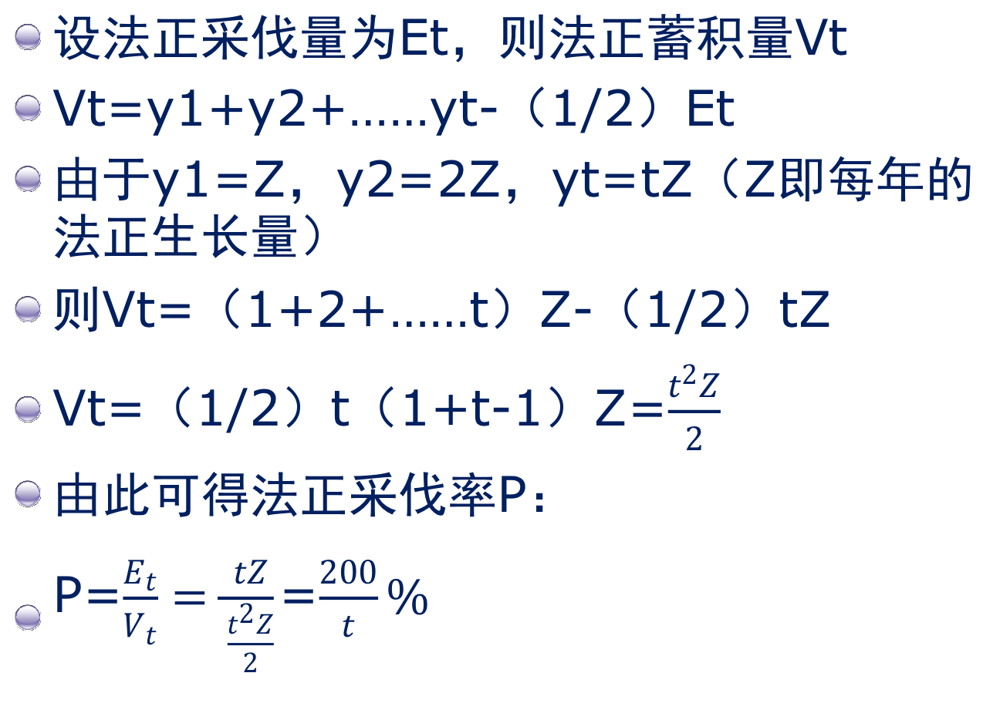 设法正采伐量为Et，则法正蓄积量Vt
Vt=y1+y2+……yt-（1/2）Et
由于y1=Z，y2=2Z，yt=tZ（Z即每年的
法正生长量）
则Vt=（1+2+……t）Z-（1/2）tZ
Vt=（1/2）t（1+t-1）Z=\frac{t^2Z}{2}
由此可得法正采伐率P：
P=\frac{E_t}{V_t}=\frac{tZ}{\frac{t^2Z}{2}}=\frac{200}{t}%